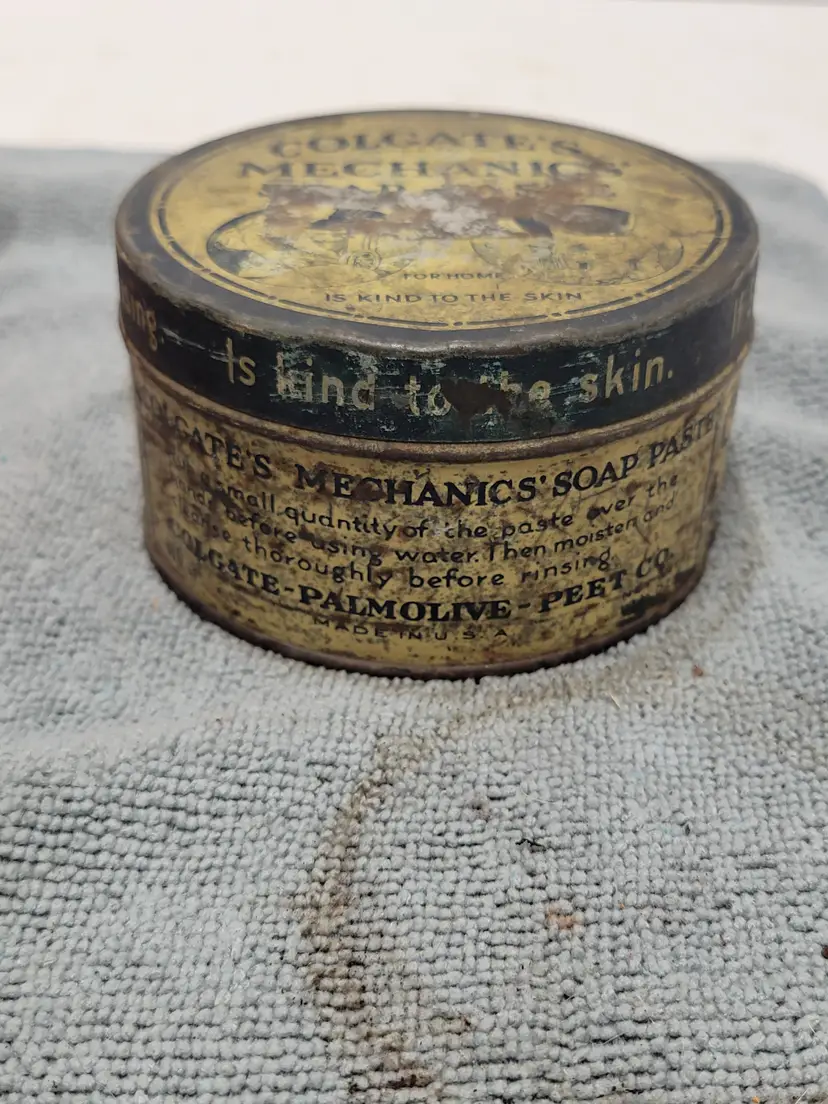 COLGATE'S
MECHANICS'
SOAP PASTE
FOR HOME
IS KIND TO THE SKIN
Is kind to the skin.
COLGATE'S MECHANICS' SOAP PASTE
a small quantity of the paste over the
before using water. Then moisten and
thoroughly before rinsing.
COLGATE-PALMOLIVE-PEET CO.
MADE IN U.S.A